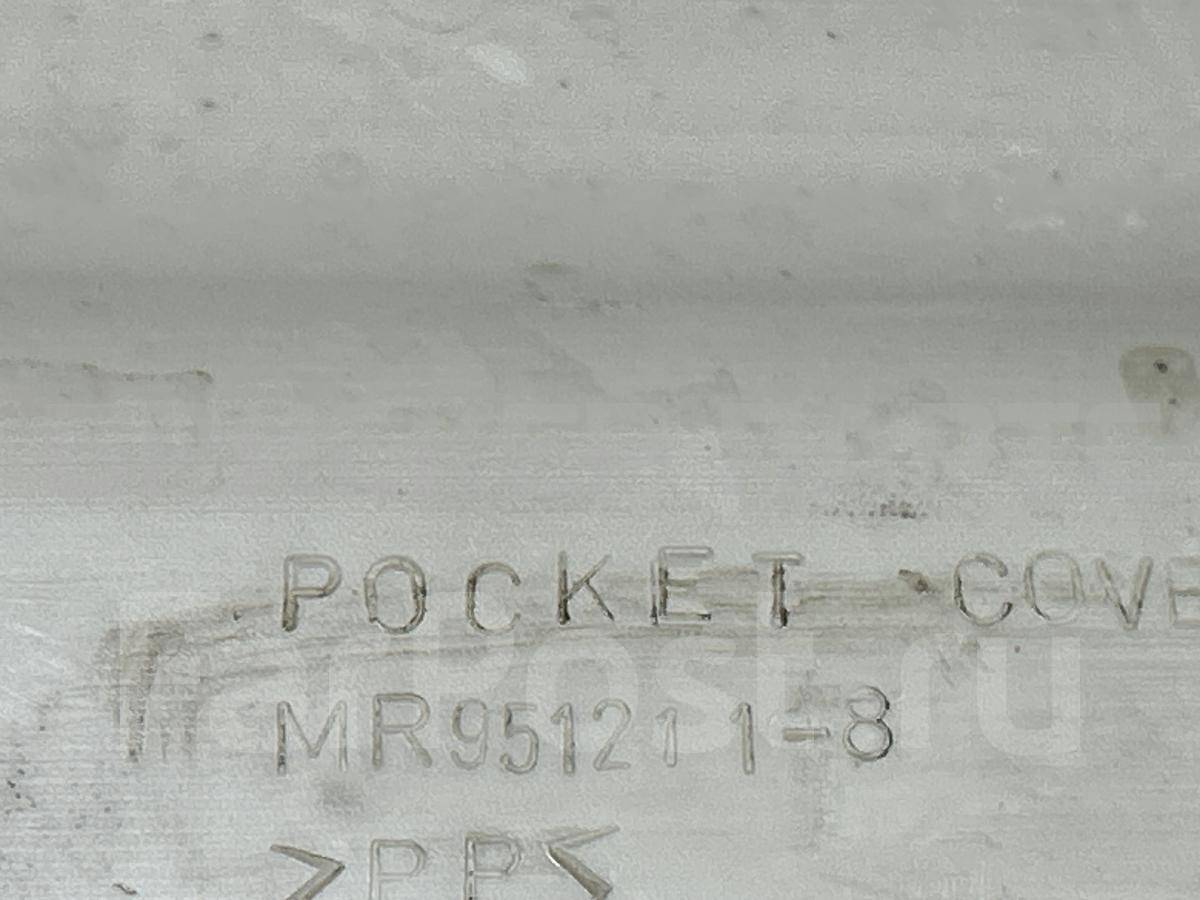 POCKET COVE
MR951211-8
>PP<